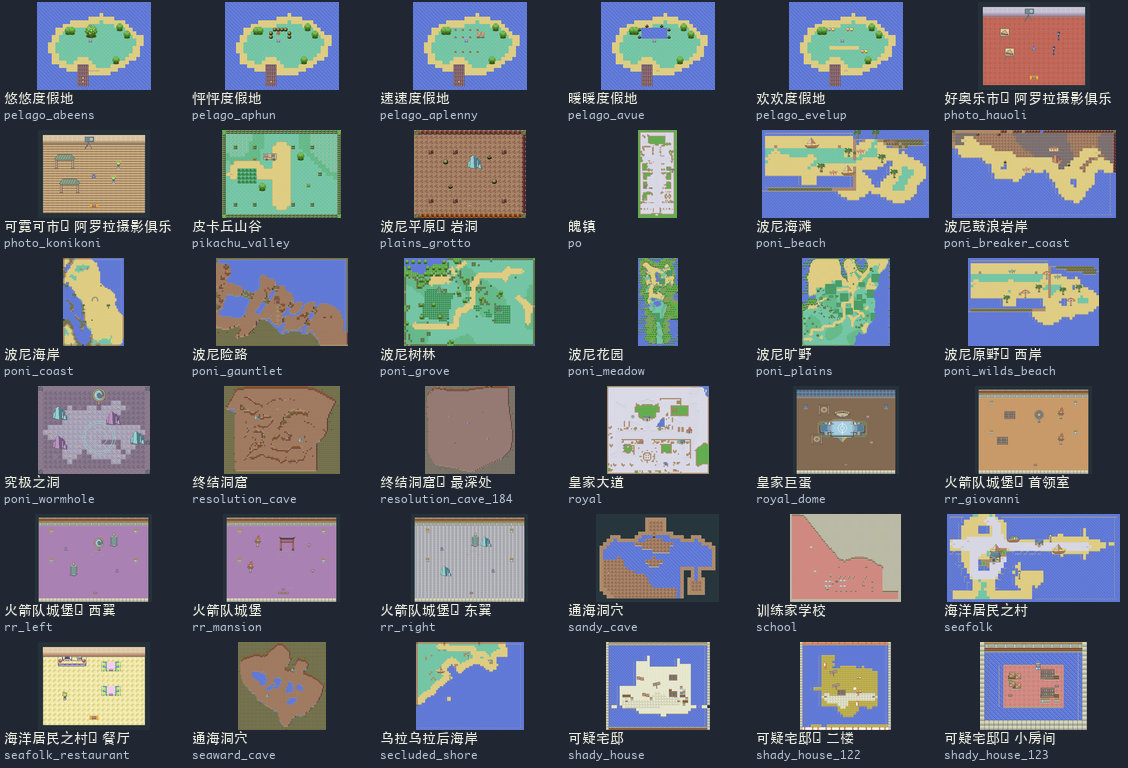 悠悠度假地
pelago_abeens
怦怦度假地
pelago_aphun
速速度假地
pelago_aplenny
暖暖度假地
pelago_avue
欢欢度假地
pelago_evelup
好奥乐市▯ 阿罗拉摄影俱乐
photo_hauoli
可霓可市▯ 阿罗拉摄影俱乐
photo_konikoni
皮卡丘山谷
pikachu_valley
波尼平原▯ 岩洞
plains_grotto
魄镇
po
波尼海滩
poni_beach
波尼鼓浪岩岸
poni_breaker_coast
波尼海岸
poni_coast
波尼险路
poni_gauntlet
波尼树林
poni_grove
波尼花园
poni_meadow
波尼旷野
poni_plains
波尼原野▯ 西岸
poni_wilds_beach
究极之洞
poni_wormhole
终结洞窟
resolution_cave
终结洞窟▯ 最深处
resolution_cave_184
皇家大道
royal
皇家巨蛋
royal_dome
火箭队城堡▯ 首领室
rr_giovanni
火箭队城堡▯ 西翼
rr_left
火箭队城堡
rr_mansion
火箭队城堡▯ 东翼
rr_right
通海洞穴
sandy_cave
训练家学校
school
海洋居民之村
seafolk
海洋居民之村▯ 餐厅
seafolk_restaurant
通海洞穴
seaward_cave
乌拉乌拉后海岸
secluded_shore
可疑宅邸
shady_house
可疑宅邸▯ 二楼
shady_house_122
可疑宅邸▯ 小房间
shady_house_123